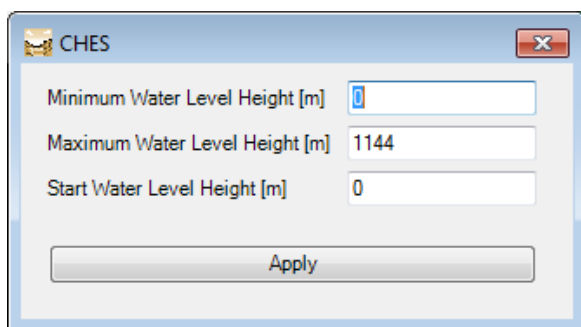 CHES
Minimum Water Level Height [m] 0
Maximum Water Level Height [m] 1144
Start Water Level Height [m] 0
Apply